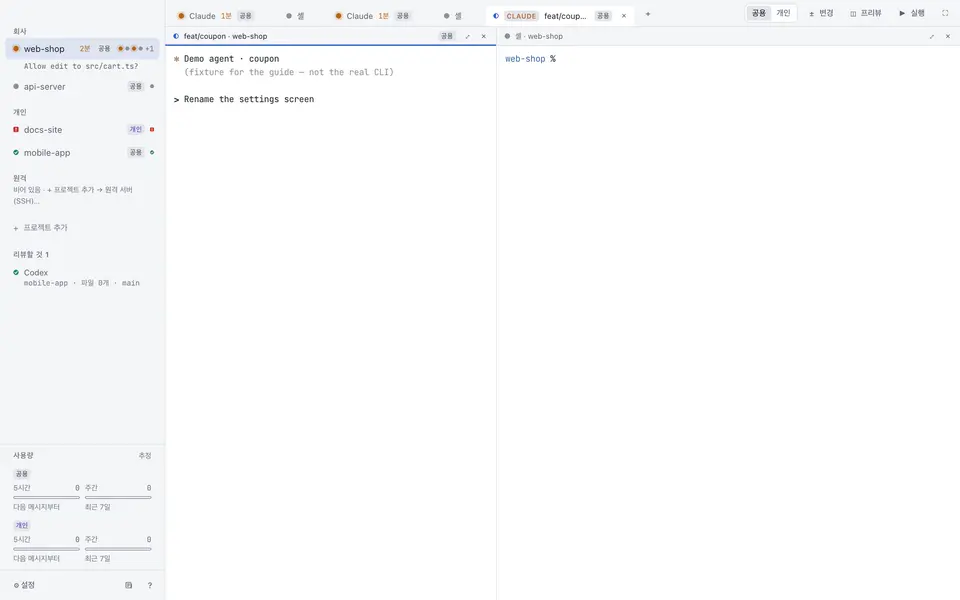 회사
web-shop 2분 공용 +1
Allow edit to src/cart.ts?
api-server 공용
개인
docs-site 개인
mobile-app 공용
원격
비어 있음 · + 프로젝트 추가 → 원격 서버
(SSH)...
+ 프로젝트 추가
리뷰할 것 1
Codex
mobile-app · 파일 0개 · main
사용량 추정
공용
5시간 0 주간 0
다음 메시지부터 최근 7일
개인
5시간 0 주간 0
다음 메시지부터 최근 7일
설정 ?
Claude 1분 공용
셸
Claude 1분 공용
셸
CLAUDE feat/coup... 공용 ×
+
공용 개인
± 변경
프리뷰
▶ 실행
feat/coupon · web-shop 공용 ×
✻ Demo agent · coupon
(fixture for the guide — not the real CLI)
> Rename the settings screen
셸 · web-shop ×
web-shop %